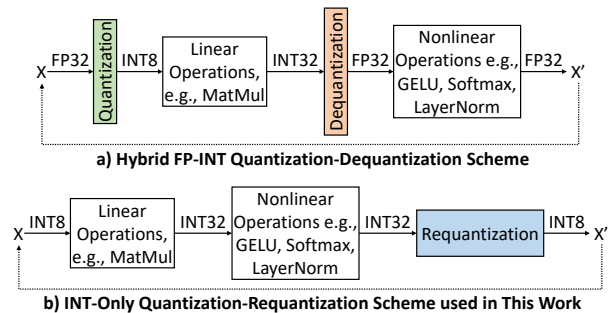 X
FP32
Quantization
INT8
Linear
Operations,
e.g., MatMul
INT32
Dequantization
FP32
Nonlinear
Operations e.g.,
GELU, Softmax,
LayerNorm
FP32
X’
a) Hybrid FP-INT Quantization-Dequantization Scheme
X
INT8
Linear
Operations,
e.g., MatMul
INT32
Nonlinear
Operations e.g.,
GELU, Softmax,
LayerNorm
INT32
Requantization
INT8
X’
b) INT-Only Quantization-Requantization Scheme used in This Work